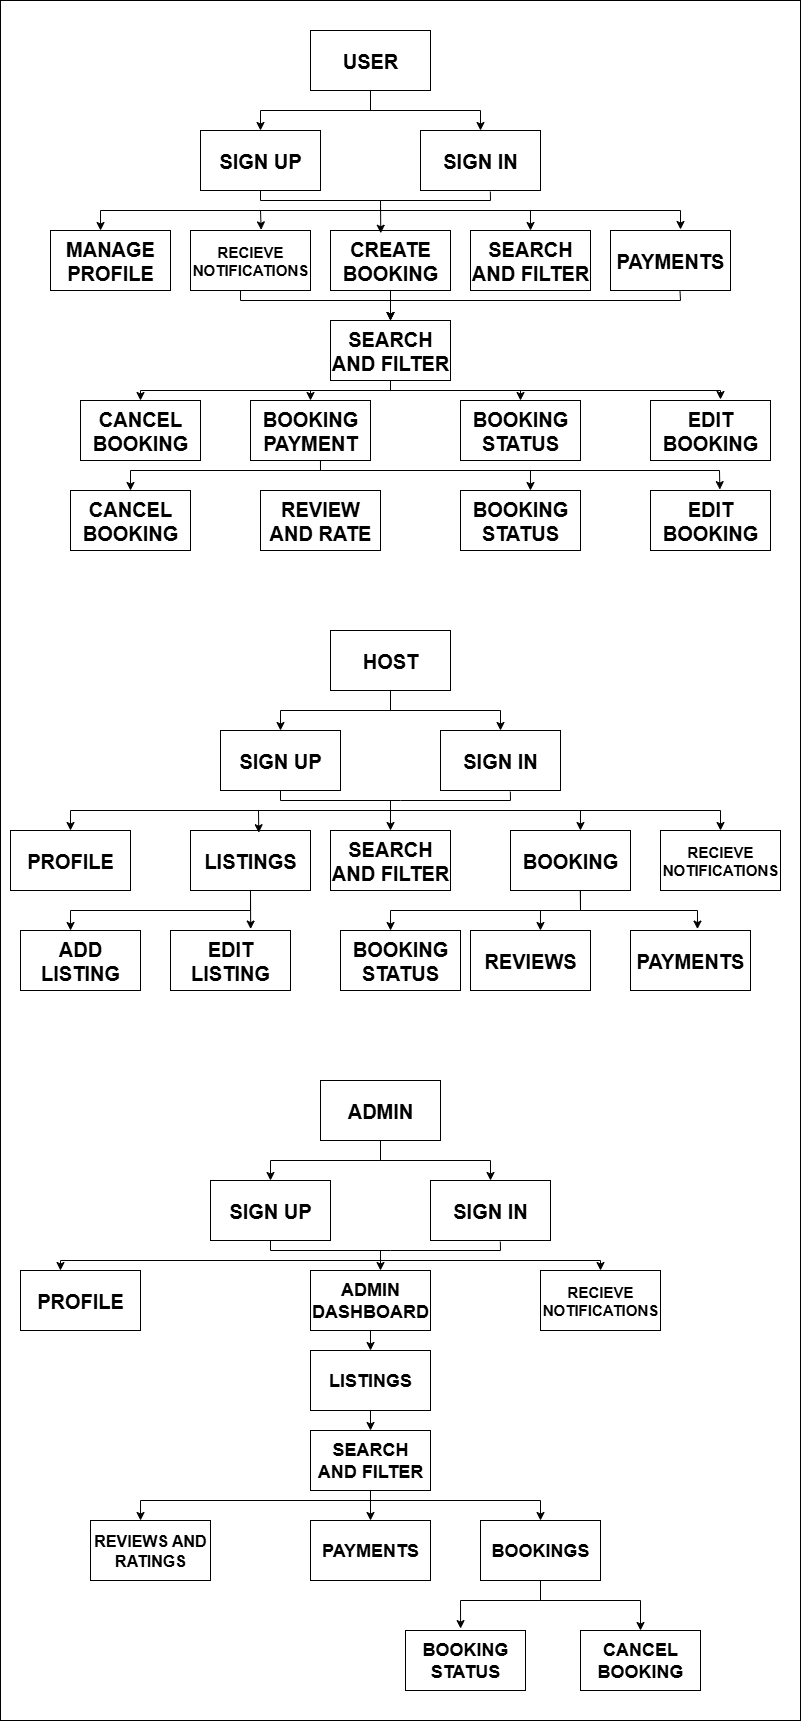 USER
SIGN UP
SIGN IN
MANAGE
PROFILE
RECIEVE
NOTIFICATIONS
CREATE
BOOKING
SEARCH
AND FILTER
PAYMENTS
SEARCH
AND FILTER
CANCEL
BOOKING
BOOKING
PAYMENT
BOOKING
STATUS
EDIT
BOOKING
CANCEL
BOOKING
REVIEW
AND RATE
BOOKING
STATUS
EDIT
BOOKING
HOST
SIGN UP
SIGN IN
PROFILE
LISTINGS
SEARCH
AND FILTER
BOOKING
RECIEVE
NOTIFICATIONS
ADD
LISTING
EDIT
LISTING
BOOKING
STATUS
REVIEWS
PAYMENTS
ADMIN
SIGN UP
SIGN IN
PROFILE
ADMIN
DASHBOARD
RECIEVE
NOTIFICATIONS
LISTINGS
SEARCH
AND FILTER
REVIEWS AND
RATINGS
PAYMENTS
BOOKINGS
BOOKING
STATUS
CANCEL
BOOKING